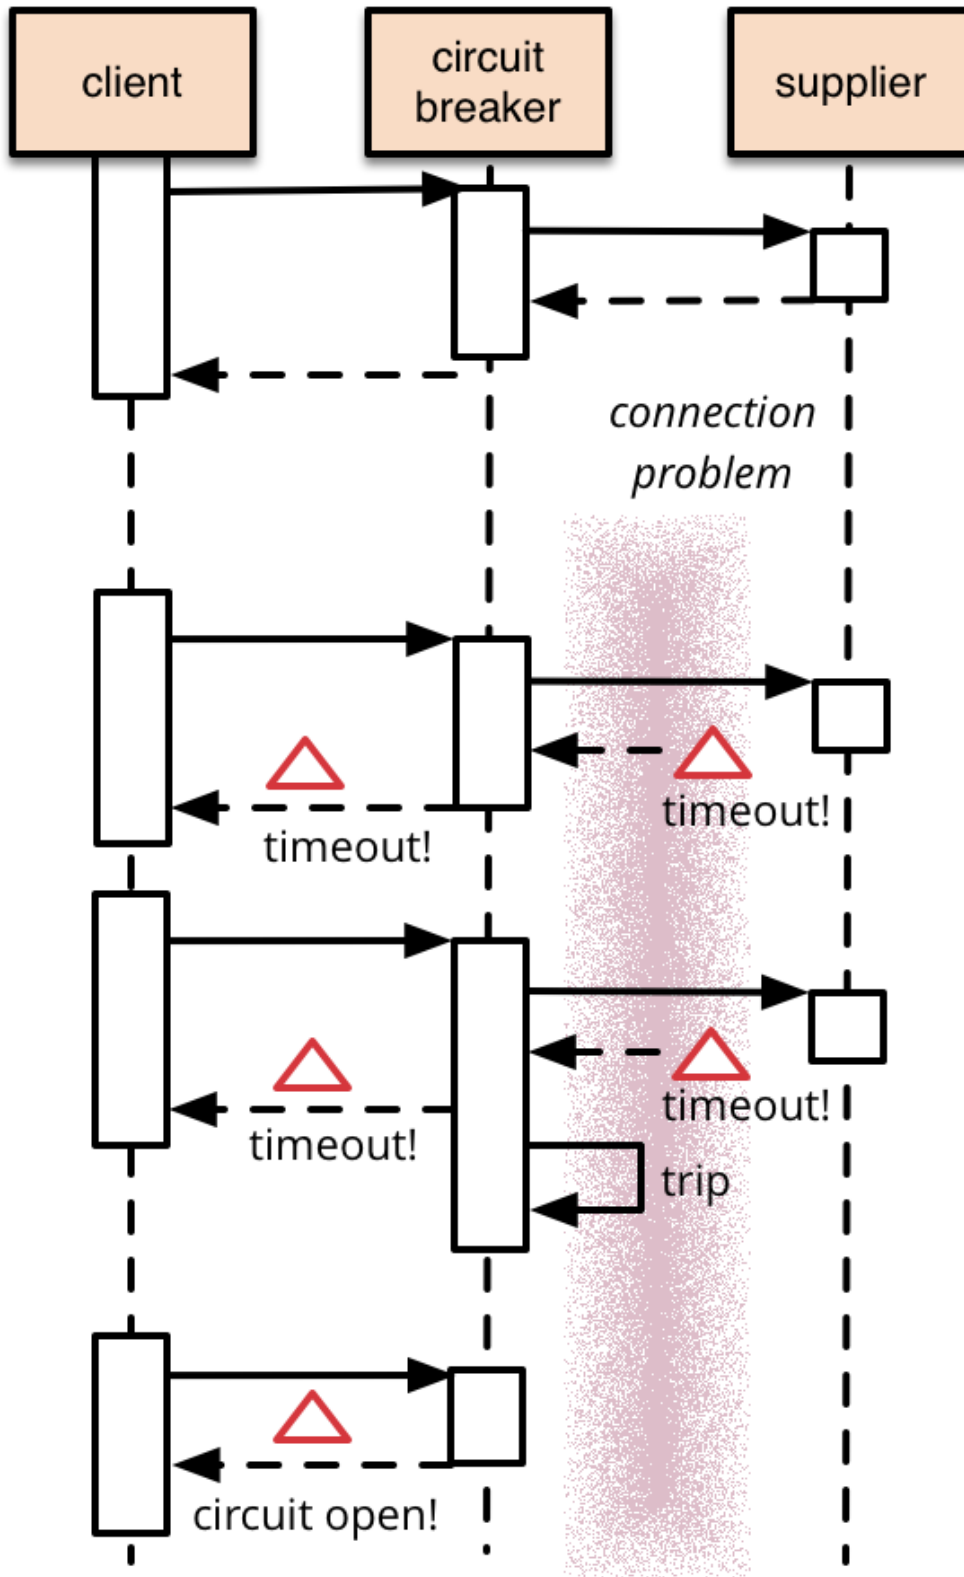 client
circuit
breaker
supplier
connection
problem
timeout!
timeout!
timeout!
timeout!
trip
circuit open!